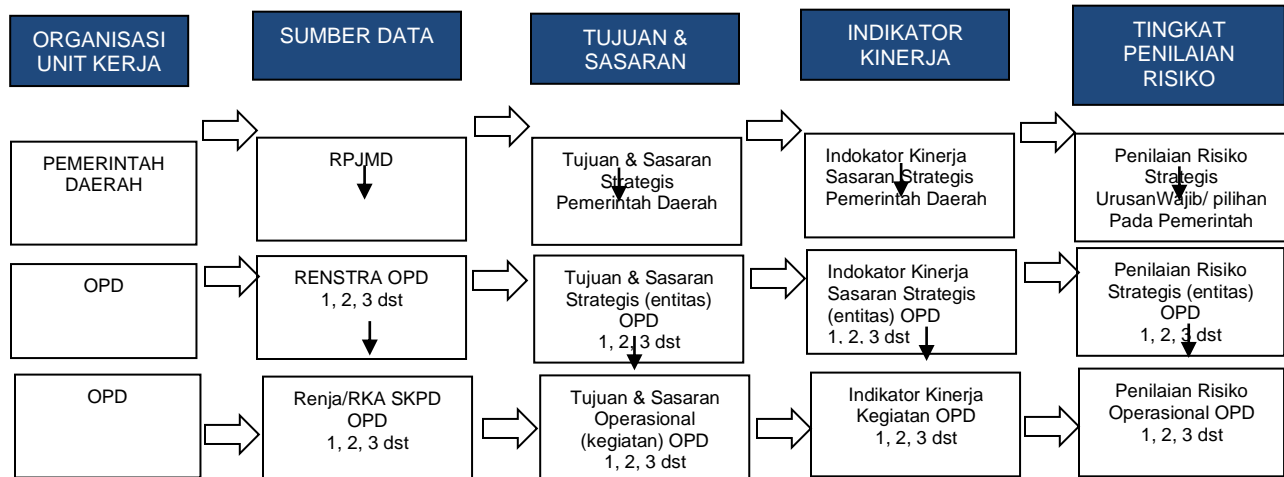 ORGANISASI
UNIT KERJA
SUMBER DATA
TUJUAN &
SASARAN
INDIKATOR
KINERJA
TINGKAT
PENILAIAN
RISIKO
PEMERINTAH
DAERAH
RPJMD
Tujuan & Sasaran
Strategis
Pemerintah Daerah
Indokator Kinerja
Sasaran Strategis
Pemerintah Daerah
Penilaian Risiko
Strategis
UrusanWajib/ pilihan
Pada Pemerintah
OPD
RENSTRA OPD
1, 2, 3 dst
Tujuan & Sasaran
Strategis (entitas)
OPD
1, 2, 3 dst
Indokator Kinerja
Sasaran Strategis
(entitas) OPD
1, 2, 3 dst
Penilaian Risiko
Strategis (entitas)
OPD
1, 2, 3 dst
OPD
Renja/RKA SKPD
OPD
1, 2, 3 dst
Tujuan & Sasaran
Operasional
(kegiatan) OPD
1, 2, 3 dst
Indikator Kinerja
Kegiatan OPD
1, 2, 3 dst
Penilaian Risiko
Operasional OPD
1, 2, 3 dst